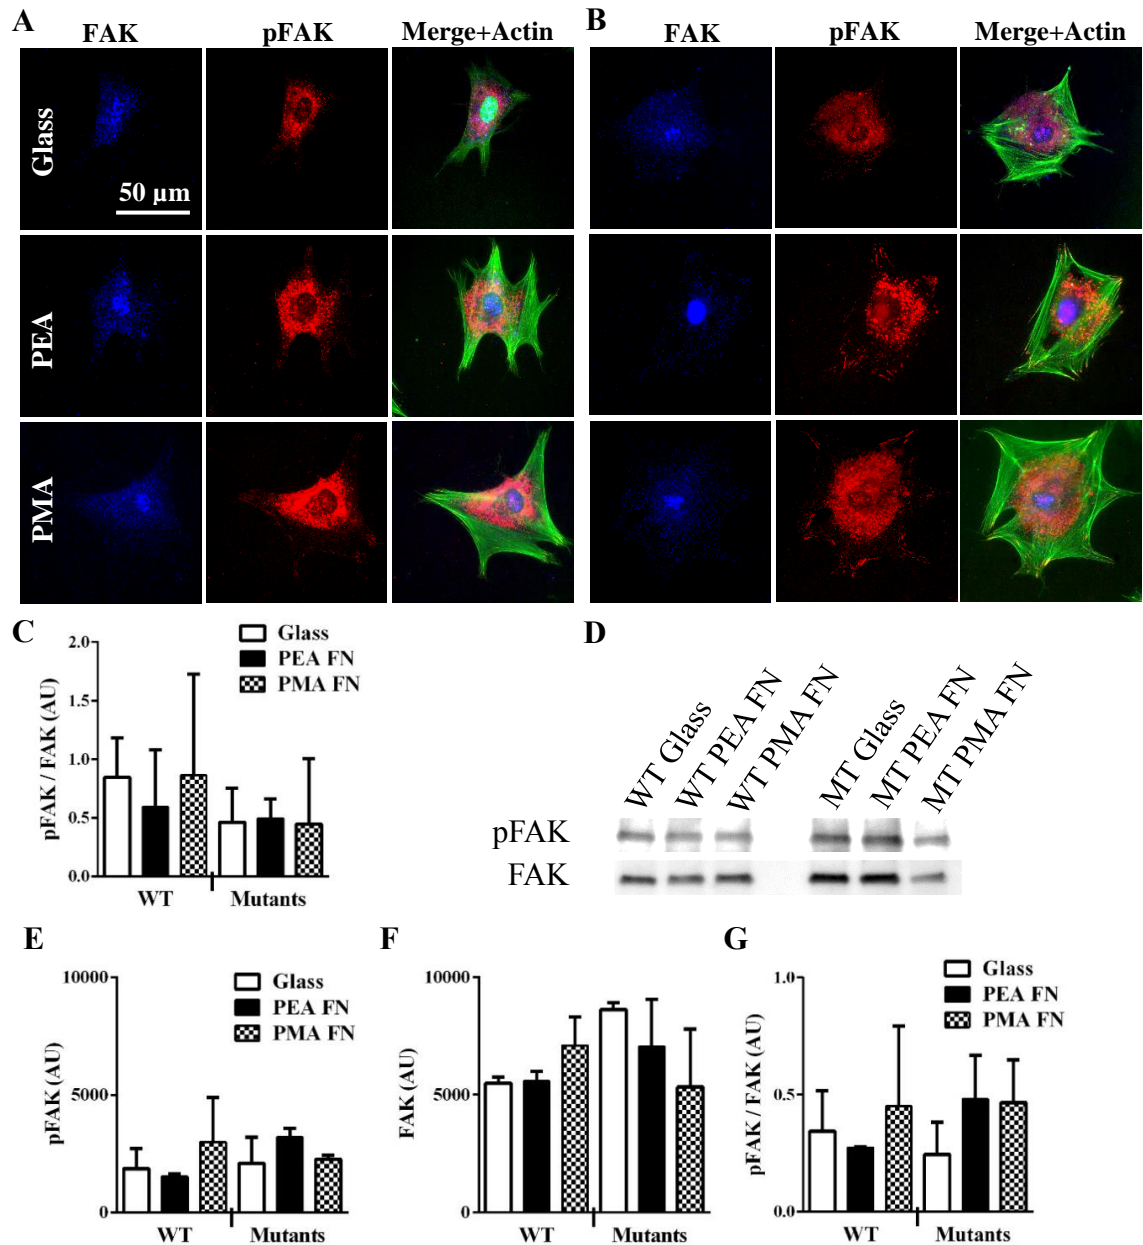 A
FAK pFAK Merge+Actin
B
FAK pFAK Merge+Actin
Glass
50 µm
PEA
PMA
C
pFAK / FAK (AU)
2.0
1.5
1.0
0.5
0.0
Glass
PEA FN
PMA FN
WT Mutants
D
WT Glass
WT PEA FN
WT PMA FN
MT Glass
MT PEA FN
MT PMA FN
pFAK
FAK
E
pFAK (AU)
10000
5000
0
Glass
PEA FN
PMA FN
WT Mutants
F
FAK (AU)
10000
5000
0
WT Mutants
G
pFAK / FAK (AU)
1.0
0.5
0.0
Glass
PEA FN
PMA FN
WT Mutants